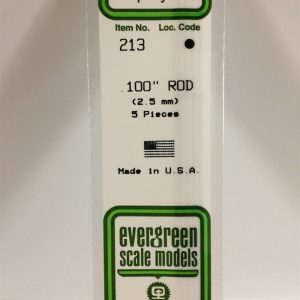 Item No. Loc. Code
213
.100" ROD
(2.5 mm)
5 Pieces
Made in U.S.A.
evergreen
scale models